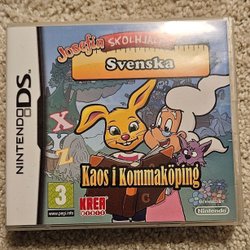 NINTENDO DS
Josefin SKOLHJÄLPEN
Svenska
X
Y
Z
Kaos i Kommaköping
3
www.pegi.info
KREA
C
G
Nintendo